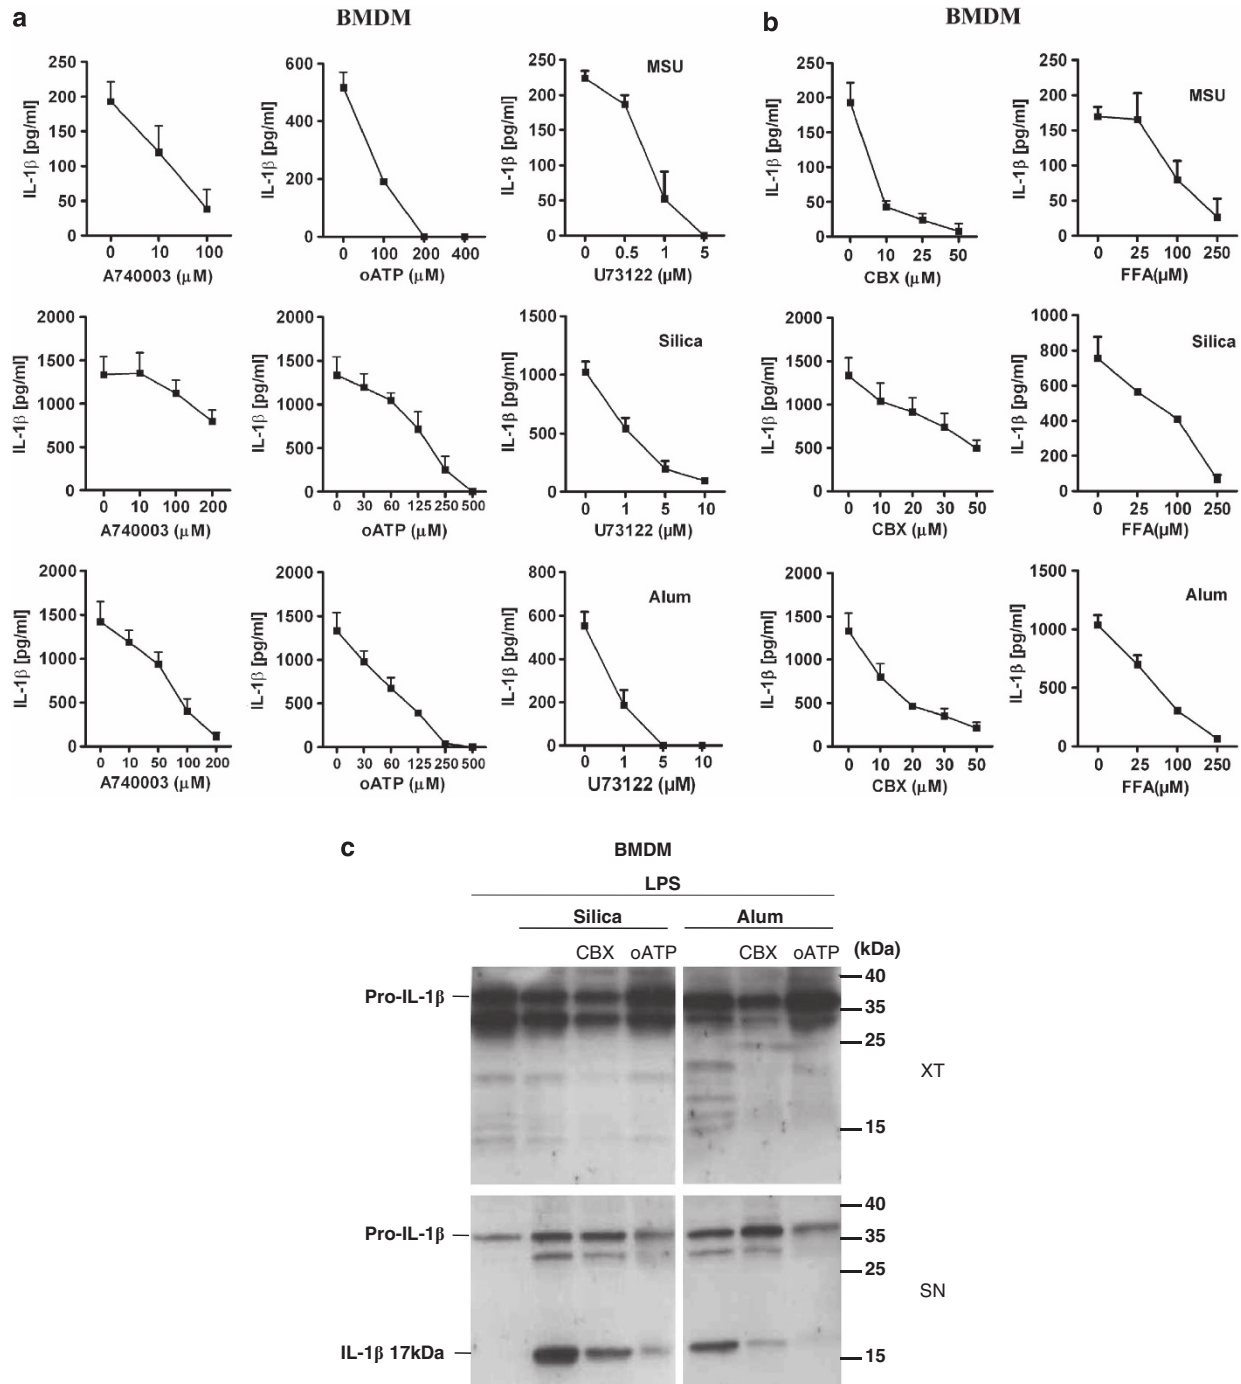 a
BMDM
b
BMDM
IL-1β [pg/ml]
250
200
150
100
50
0
0 10 100
A740003 (μM)
IL-1β [pg/ml]
600
400
200
0
0 100 200 400
oATP (μM)
MSU
IL-1β [pg/ml]
250
200
150
100
50
0
0 0.5 1 5
U73122 (μM)
IL-1β [pg/ml]
250
200
150
100
50
0
0 10 25 50
CBX (μM)
MSU
IL-1β [pg/ml]
250
200
150
100
50
0
0 25 100 250
FFA(μM)
IL-1β [pg/ml]
2000
1500
1000
500
0
0 10 100 200
A740003 (μM)
IL-1β [pg/ml]
2000
1500
1000
500
0
0 30 60 125 250 500
oATP (μM)
Silica
IL-1β [pg/ml]
1500
1000
500
0
0 1 5 10
U73122 (μM)
IL-1β [pg/ml]
2000
1500
1000
500
0
0 10 20 30 50
CBX (μM)
Silica
IL-1β [pg/ml]
1000
800
600
400
200
0
0 25 100 250
FFA(μM)
IL-1β [pg/ml]
2000
1500
1000
500
0
0 10 50 100 200
A740003 (μM)
IL-1β [pg/ml]
2000
1500
1000
500
0
0 30 60 125 250 500
oATP (μM)
Alum
IL-1β [pg/ml]
800
600
400
200
0
0 1 5 10
U73122 (μM)
IL-1β [pg/ml]
2000
1500
1000
500
0
0 10 20 30 50
CBX (μM)
Alum
IL-1β [pg/ml]
1500
1000
500
0
0 25 100 250
FFA(μM)
c
BMDM
LPS
Silica Alum
CBX oATP CBX oATP (kDa)
40
Pro-IL-1β
35
25
XT
15
40
Pro-IL-1β
35
25
SN
IL-1β 17kDa
15